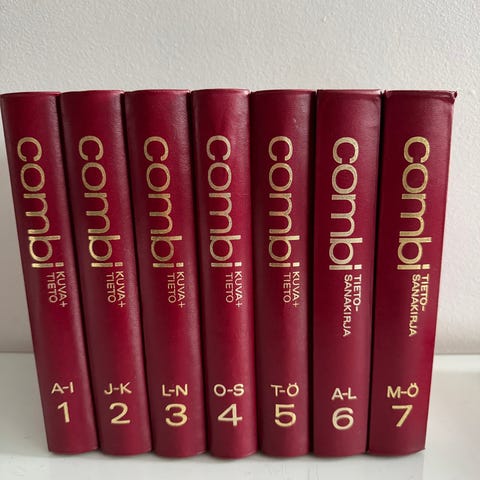 combi
KUVA+
TIETO
A-I
1
combi
KUVA+
TIETO
J-K
2
combi
KUVA+
TIETO
L-N
3
combi
KUVA+
TIETO
O-S
4
combi
KUVA+
TIETO
T-Ö
5
combi
TIETO-
SANAKIRJA
A-L
6
combi
TIETO-
SANAKIRJA
M-Ö
7